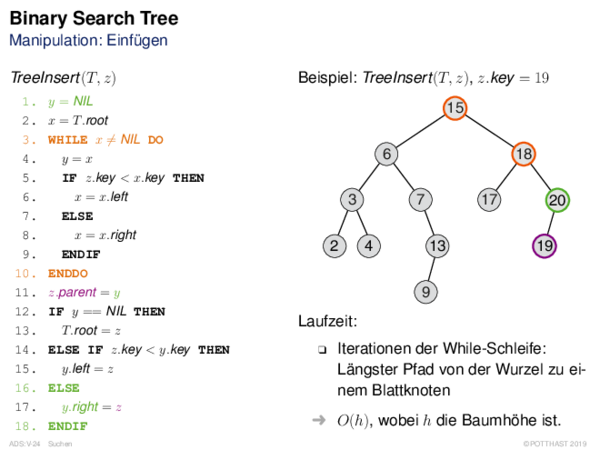 Binary Search Tree
Manipulation: Einfügen
TreeInsert(T, z)
1. y = NIL
2. x = T.root
3. WHILE x ≠ NIL DO
4. y = x
5. IF z.key < x.key THEN
6. x = x.left
7. ELSE
8. x = x.right
9. ENDIF
10. ENDDO
11. z.parent = y
12. IF y == NIL THEN
13. T.root = z
14. ELSE IF z.key < y.key THEN
15. y.left = z
16. ELSE
17. y.right = z
18. ENDIF
Beispiel: TreeInsert(T, z), z.key = 19
15
6 18
3 7 17 20
2 4 13 19
9
Laufzeit:
❑ Iterationen der While-Schleife:
Längster Pfad von der Wurzel zu ei-
nem Blattknoten
➜ O(h), wobei h die Baumhöhe ist.
ADS:V-24 Suchen
© POTTHAST 2019